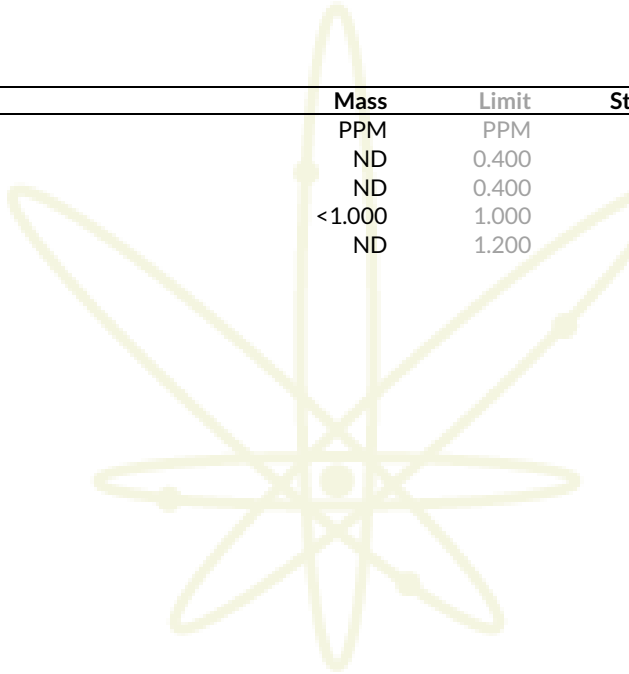 Mass Limit St
PPM PPM
ND 0.400
ND 0.400
<1.000 1.000
ND 1.200